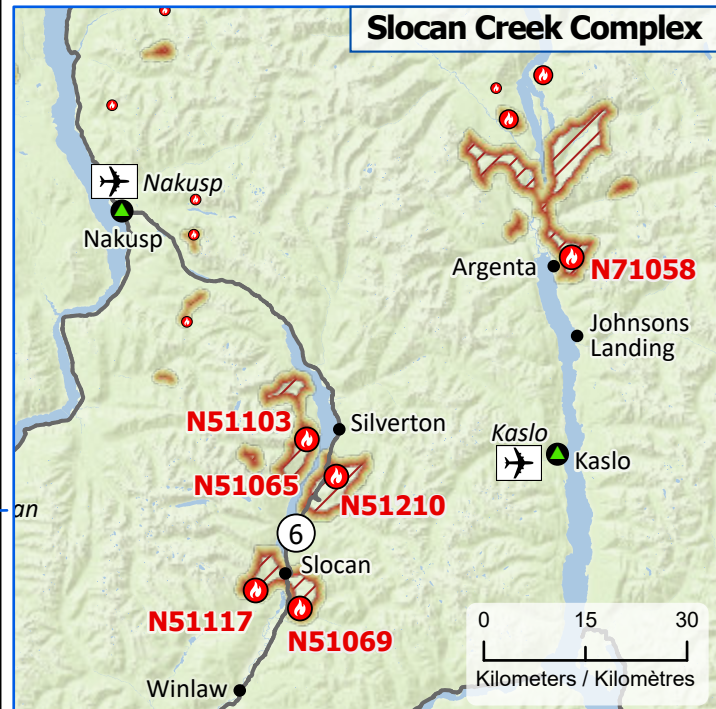 Slocan Creek Complex
Nakusp
Nakusp
Argenta
N71058
Johnsons
Landing
N51103
Silverton
Kaslo
Kaslo
N51065
N51210
an
6
Slocan
N51117
N51069
Winlaw
0 15 30
Kilometers / Kilomètres